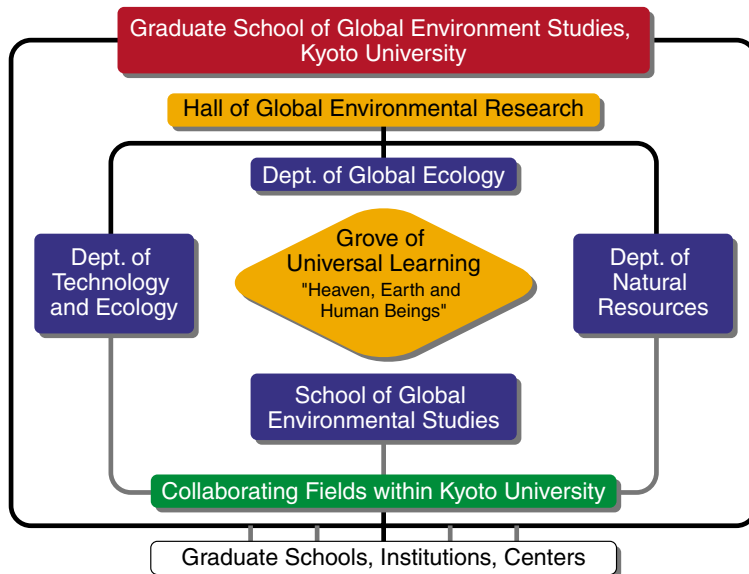 Graduate School of Global Environment Studies,
Kyoto University
Hall of Global Environmental Research
Dept. of Global Ecology
Dept. of
Technology
and Ecology
Grove of
Universal Learning
"Heaven, Earth and
Human Beings"
Dept. of
Natural
Resources
School of Global
Environmental Studies
Collaborating Fields within Kyoto University
Graduate Schools, Institutions, Centers